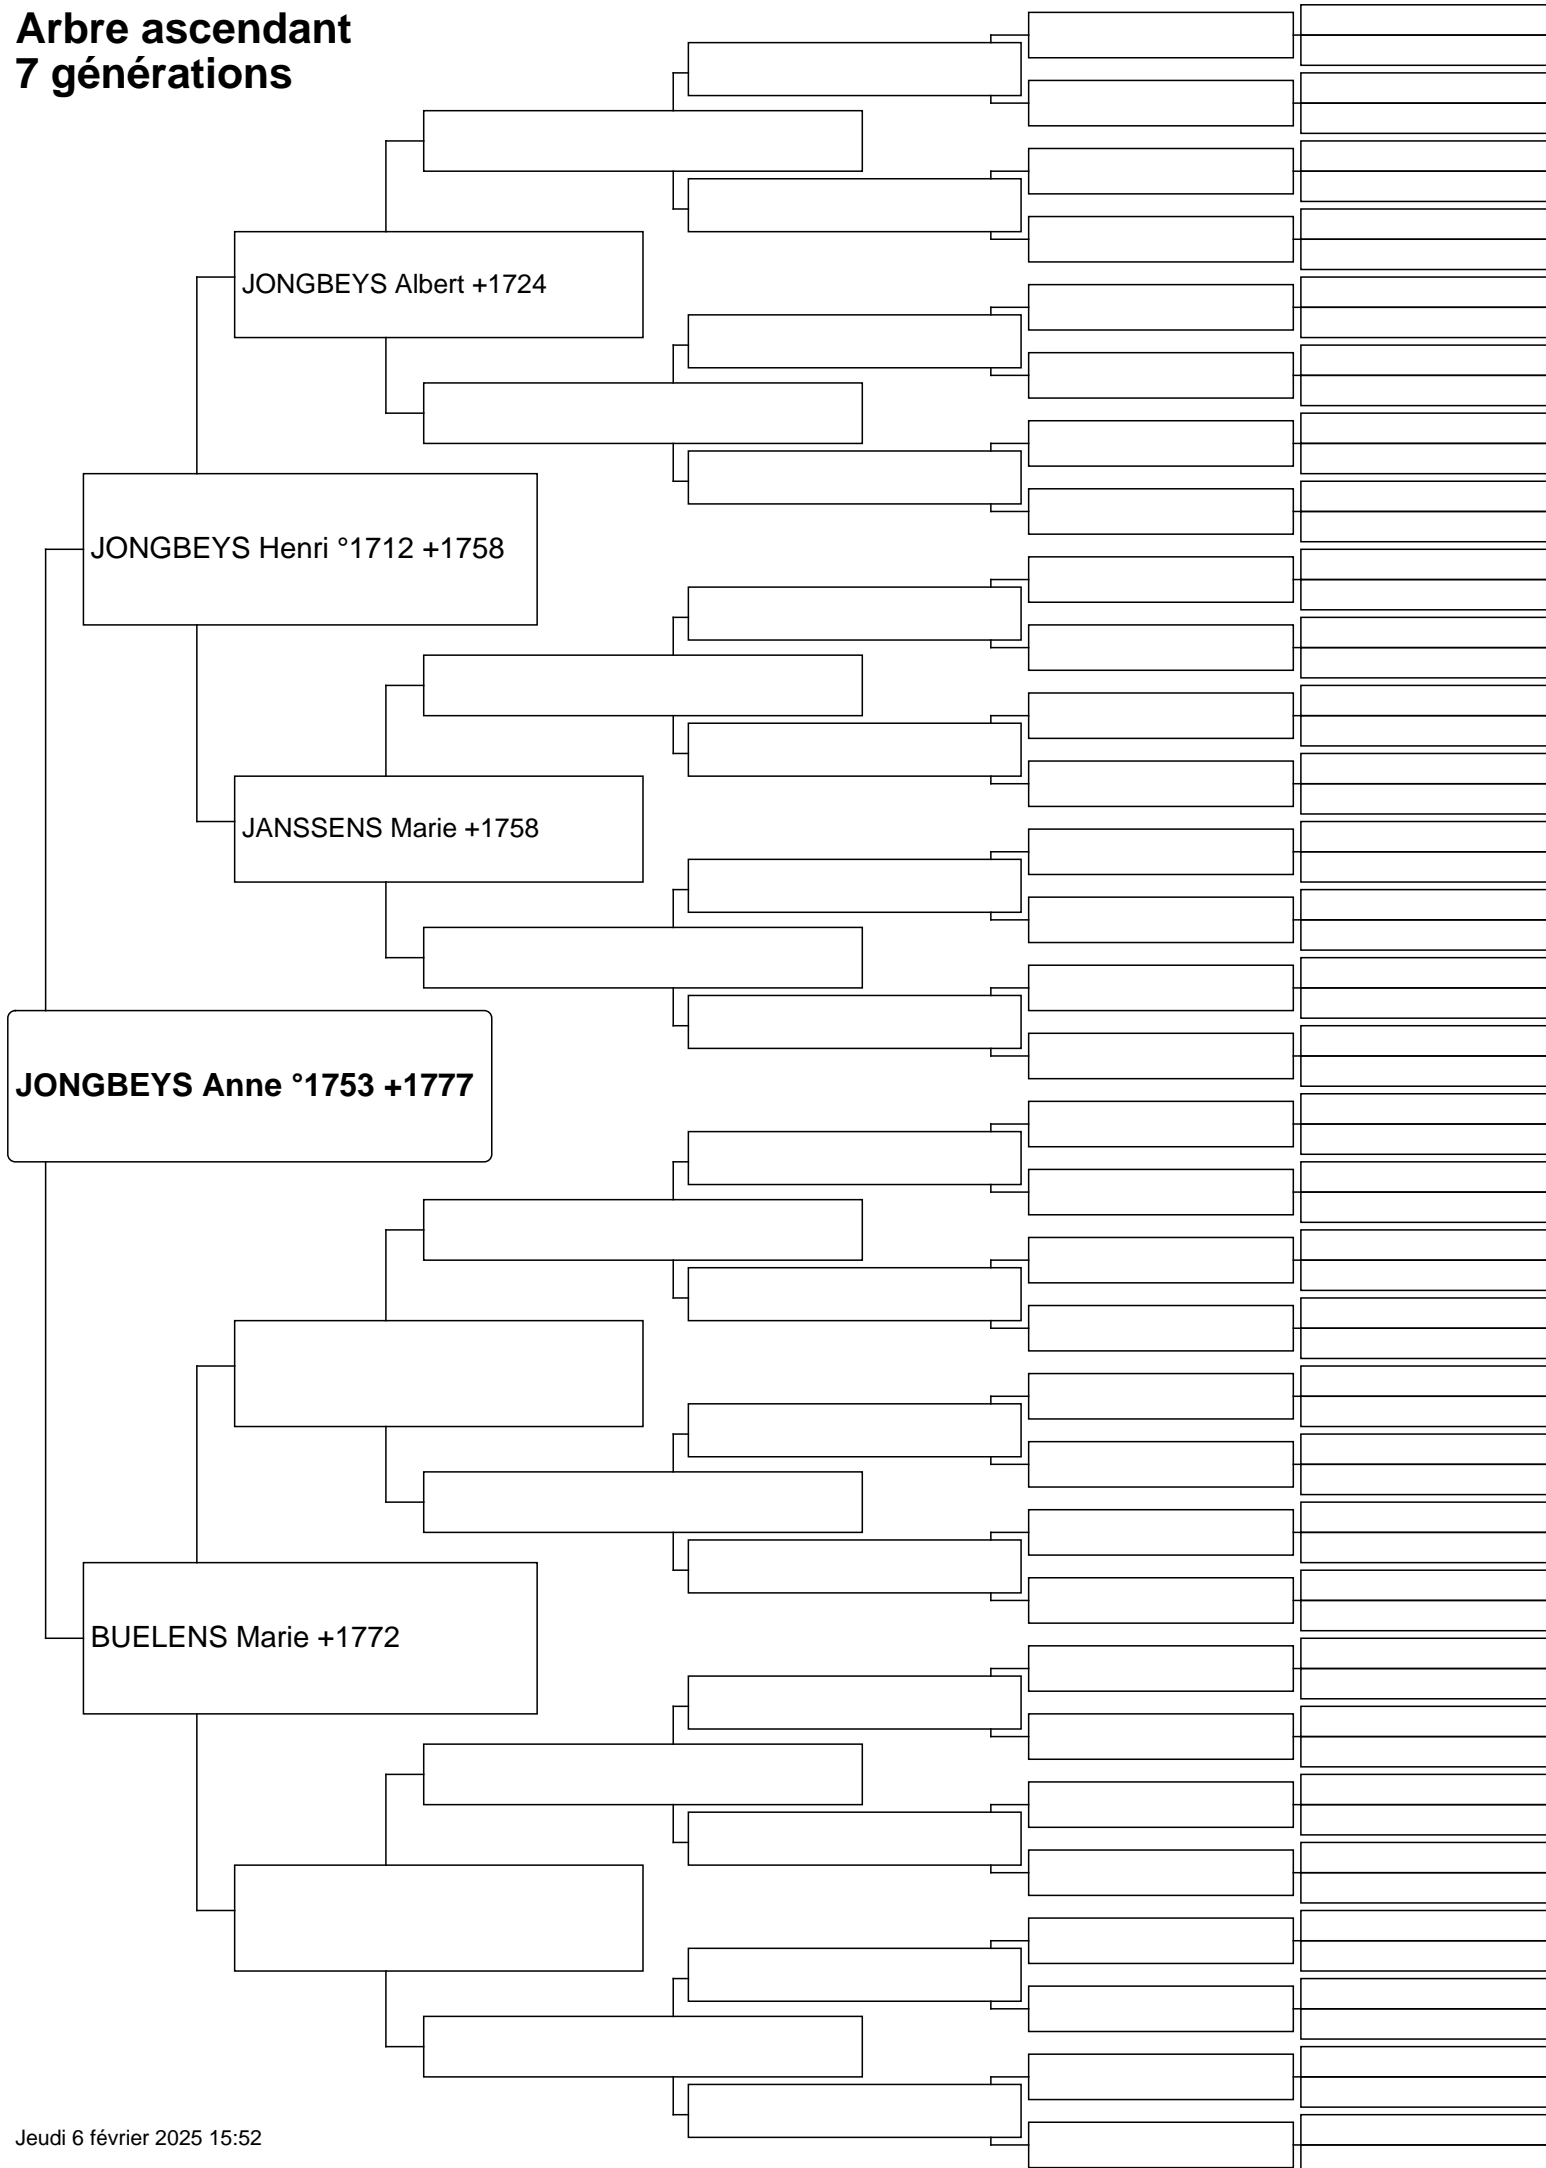 Arbre ascendant
7 générations
JONGBEYS Albert +1724
JONGBEYS Henri °1712 +1758
JANSSENS Marie +1758
JONGBEYS Anne °1753 +1777
BUELENS Marie +1772
Jeudi 6 février 2025 15:52